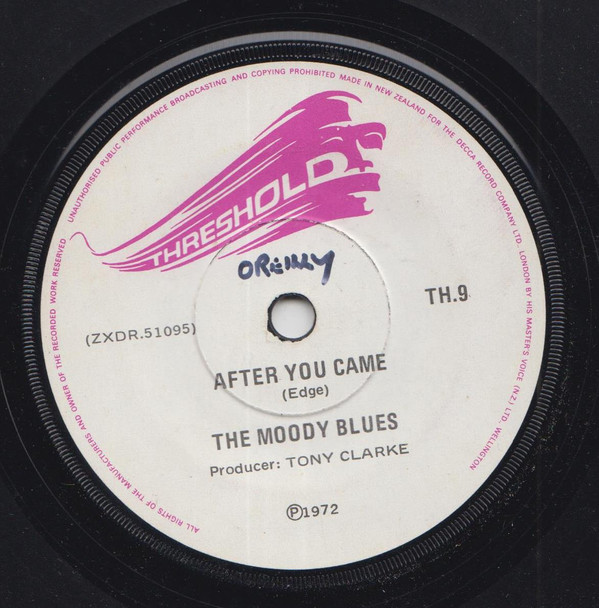 UNAUTHORISED PUBLIC PERFORMANCE BROADCASTING AND COPYING PROHIBITED MADE IN NEW ZEALAND FOR THE DECCA RECORD COMPANY LTD. LONDON BY HIS MASTER'S VOICE (N.Z.) LTD. WELLINGTON
THRESHOLD
OREILLY
TH.9
(ZXDR.51095)
AFTER YOU CAME
(Edge)
THE MOODY BLUES
Producer: TONY CLARKE
Ⓟ1972
ALL RIGHTS OF THE MANUFACTURERS AND OWNER OF THE RECORDED WORK RESERVED